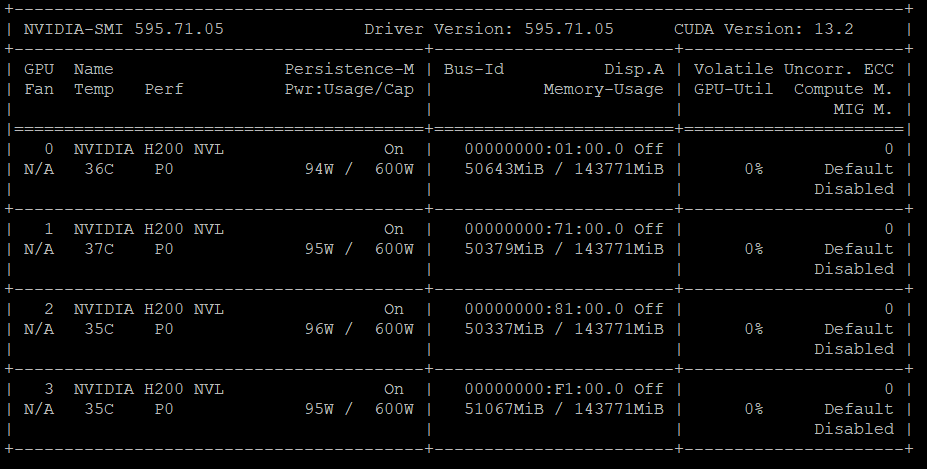 +-----------------------------------------------------------------------------------------+
| NVIDIA-SMI 595.71.05              Driver Version: 595.71.05      CUDA Version: 13.2     |
+-----------------------------------------+------------------------+----------------------+
| GPU  Name                 Persistence-M | Bus-Id          Disp.A | Volatile Uncorr. ECC |
| Fan  Temp   Perf          Pwr:Usage/Cap |           Memory-Usage | GPU-Util  Compute M. |
|                                         |                        |               MIG M. |
|=========================================+========================+======================|
|   0  NVIDIA H200 NVL                On  |   00000000:01:00.0 Off |                    0 |
| N/A   36C    P0              94W /  600W |   50643MiB / 143771MiB |      0%      Default |
|                                         |                        |             Disabled |
+-----------------------------------------+------------------------+----------------------+
|   1  NVIDIA H200 NVL                On  |   00000000:71:00.0 Off |                    0 |
| N/A   37C    P0              95W /  600W |   50379MiB / 143771MiB |      0%      Default |
|                                         |                        |             Disabled |
+-----------------------------------------+------------------------+----------------------+
|   2  NVIDIA H200 NVL                On  |   00000000:81:00.0 Off |                    0 |
| N/A   35C    P0              96W /  600W |   50337MiB / 143771MiB |      0%      Default |
|                                         |                        |             Disabled |
+-----------------------------------------+------------------------+----------------------+
|   3  NVIDIA H200 NVL                On  |   00000000:F1:00.0 Off |                    0 |
| N/A   35C    P0              95W /  600W |   51067MiB / 143771MiB |      0%      Default |
|                                         |                        |             Disabled |
+-----------------------------------------+------------------------+----------------------+